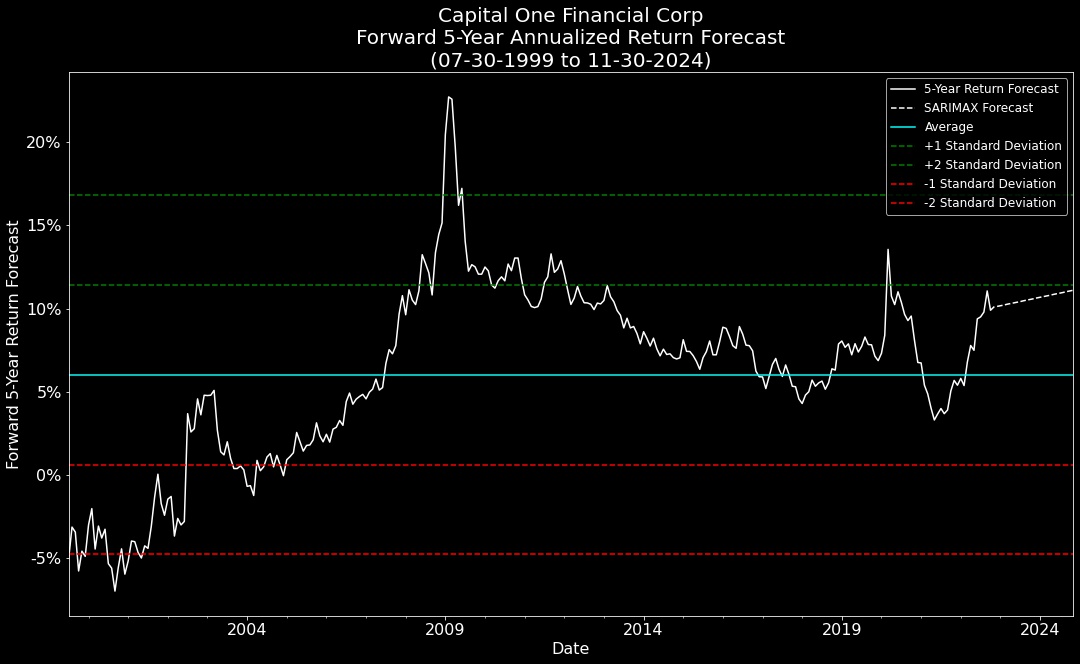 Capital One Financial Corp
Forward 5-Year Annualized Return Forecast
(07-30-1999 to 11-30-2024)
5-Year Return Forecast
SARIMAX Forecast
Average
+1 Standard Deviation
+2 Standard Deviation
-1 Standard Deviation
-2 Standard Deviation
Forward 5-Year Return Forecast
20%
15%
10%
5%
0%
-5%
2004 2009 2014 2019 2024
Date